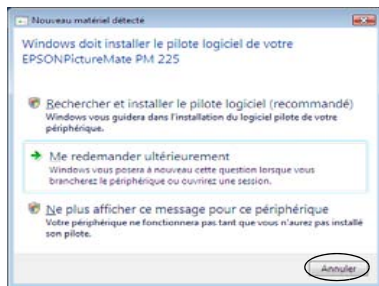 Nouveau matériel détecté
Windows doit installer le pilote logiciel de votre
EPSONPictureMate PM 225
Rechercher et installer le pilote logiciel (recommandé)
Windows vous guidera dans l'installation du logiciel pilote de votre
périphérique.
Me redemander ultérieurement
Windows vous posera à nouveau cette question lorsque vous
brancherez le périphérique ou ouvrirez une session.
Ne plus afficher ce message pour ce périphérique
Votre périphérique ne fonctionnera pas tant que vous n'aurez pas installé
son pilote.
Annuler